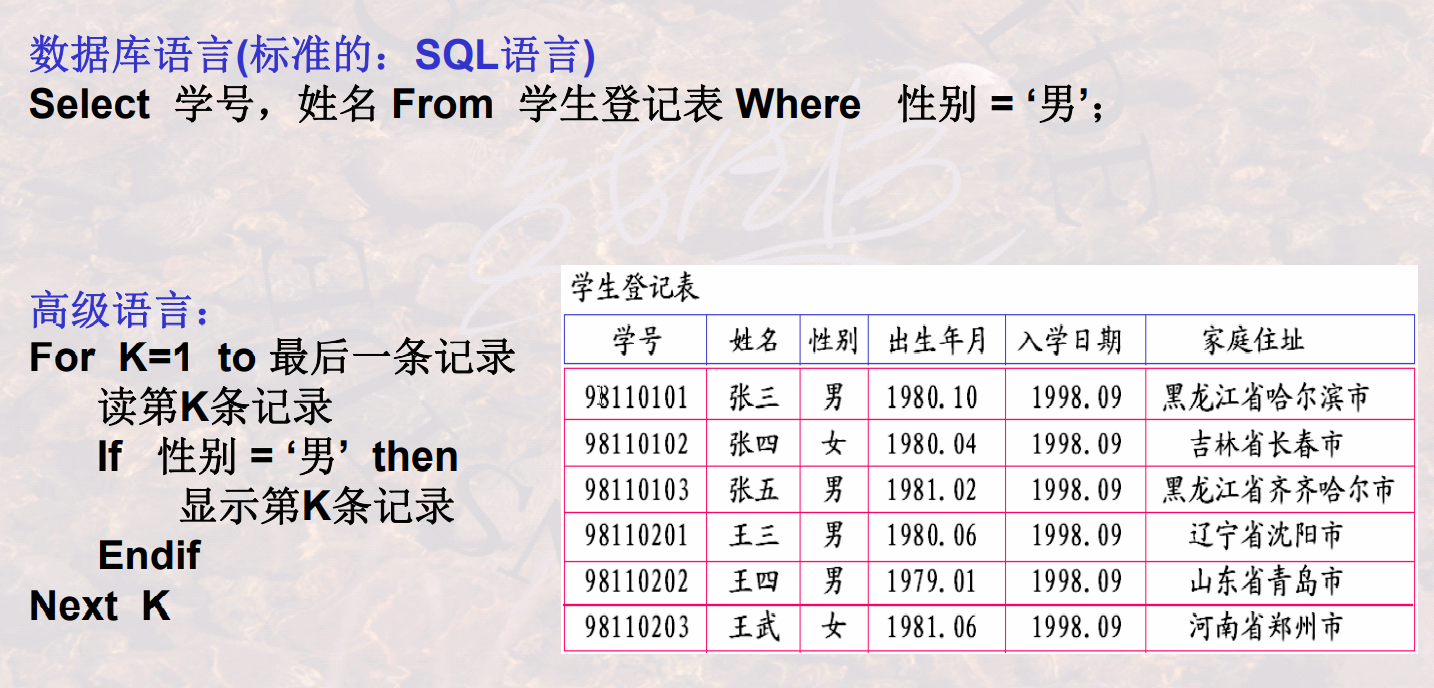 数据库语言(标准的：SQL语言)
Select 学号，姓名 From 学生登记表 Where 性别 = ‘男’；
高级语言：
For K=1 to 最后一条记录
读第K条记录
If 性别 = ‘男’ then
显示第K条记录
Endif
Next K
学生登记表
学号 姓名 性别 出生年月 入学日期 家庭住址
98110101 张三 男 1980.10 1998.09 黑龙江省哈尔滨市
98110102 张四 女 1980.04 1998.09 吉林省长春市
98110103 张五 男 1981.02 1998.09 黑龙江省齐齐哈尔市
98110201 王三 男 1980.06 1998.09 辽宁省沈阳市
98110202 王四 男 1979.01 1998.09 山东省青岛市
98110203 王武 女 1981.06 1998.09 河南省郑州市